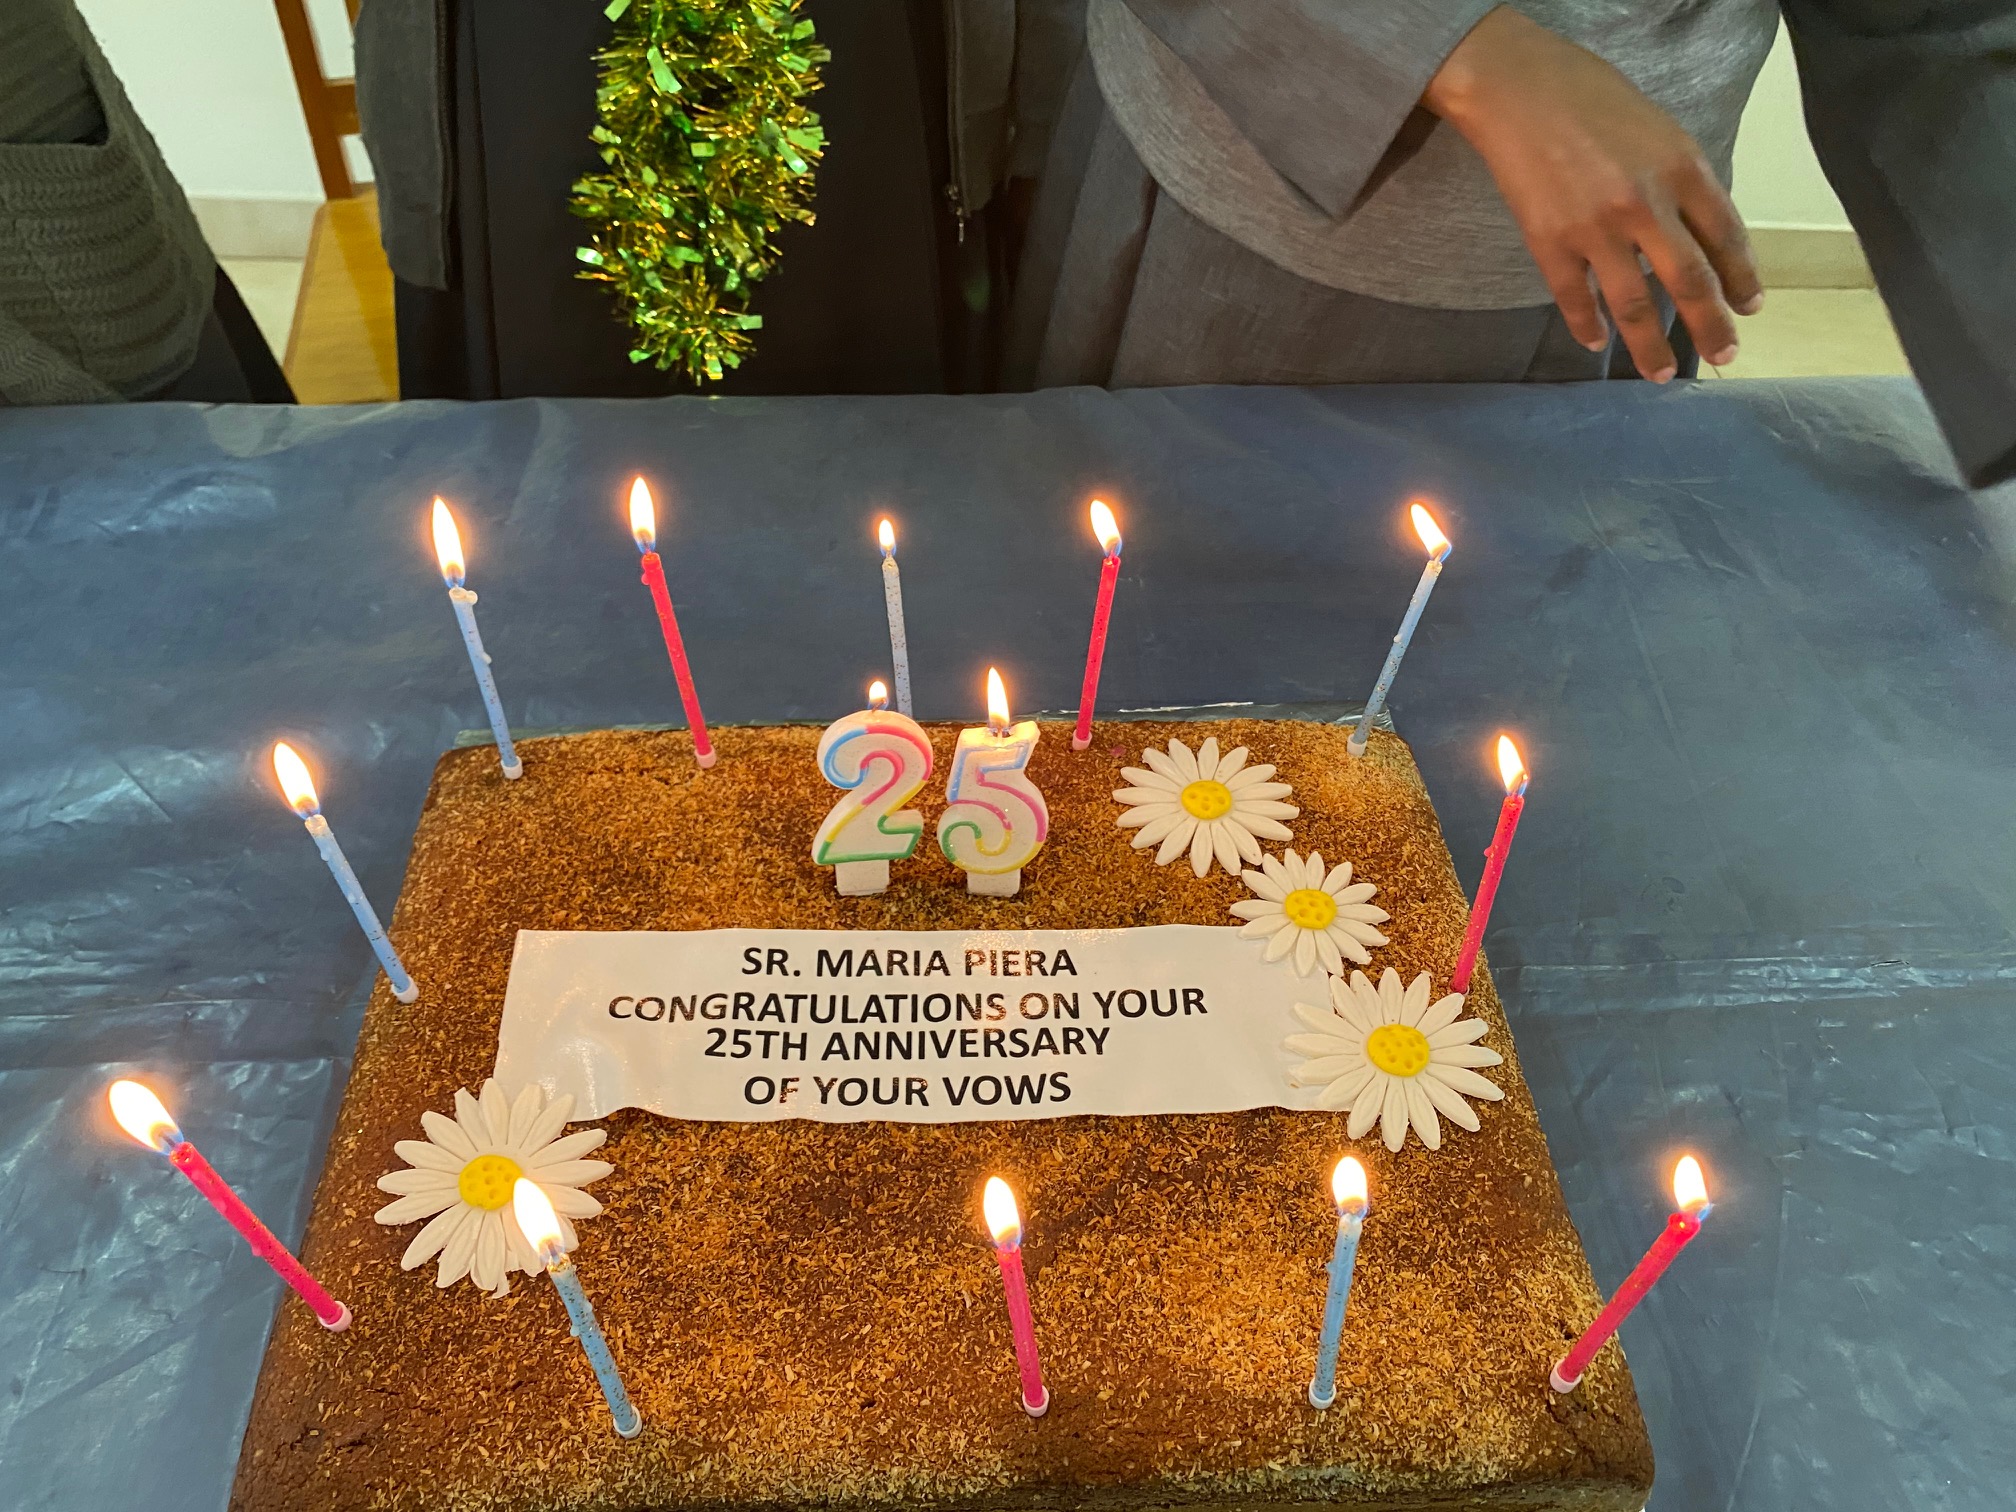 25
SR. MARIA PIERA
CONGRATULATIONS ON YOUR
25TH ANNIVERSARY
OF YOUR VOWS